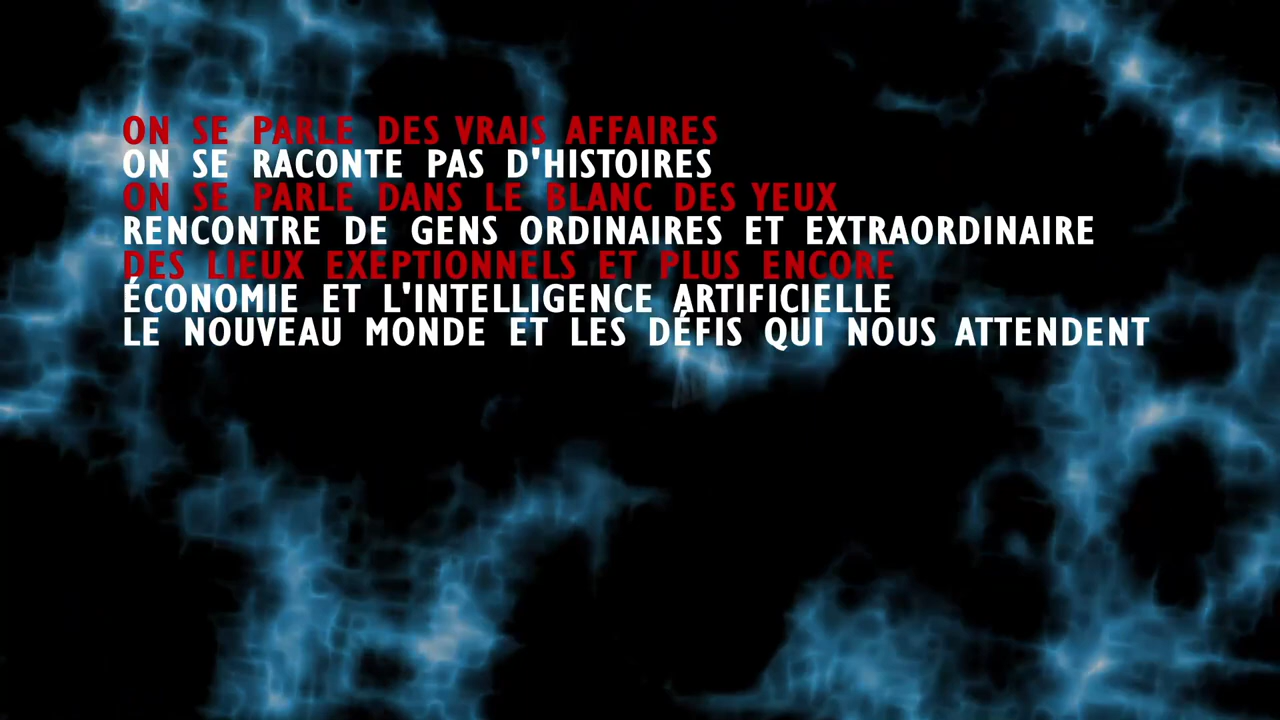 ON SE PARLE DES VRAIS AFFAIRES
ON SE RACONTE PAS D'HISTOIRES
ON SE PARLE DANS LE BLANC DES YEUX
RENCONTRE DE GENS ORDINAIRES ET EXTRAORDINAIRE
DES LIEUX EXEPTIONNELS ET PLUS ENCORE
ÉCONOMIE ET L'INTELLIGENCE ARTIFICIELLE
LE NOUVEAU MONDE ET LES DÉFIS QUI NOUS ATTENDENT